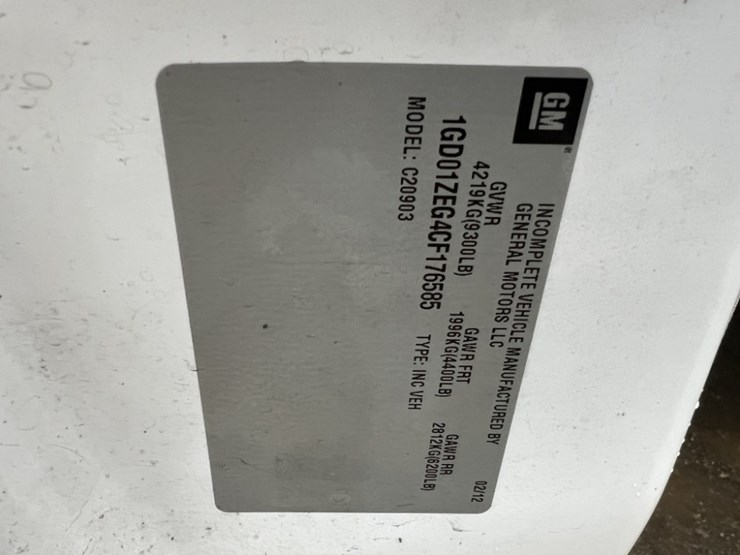 GM
INCOMPLETE VEHICLE MANUFACTURED BY
GENERAL MOTORS LLC 02/12
GVWR GAWR FRT GAWR RR
4219KG(9300LB) 1996KG(4400LB) 2812KG(6200LB)
1GD01ZEG4CF176585 TYPE: INC VEH
MODEL: C20903